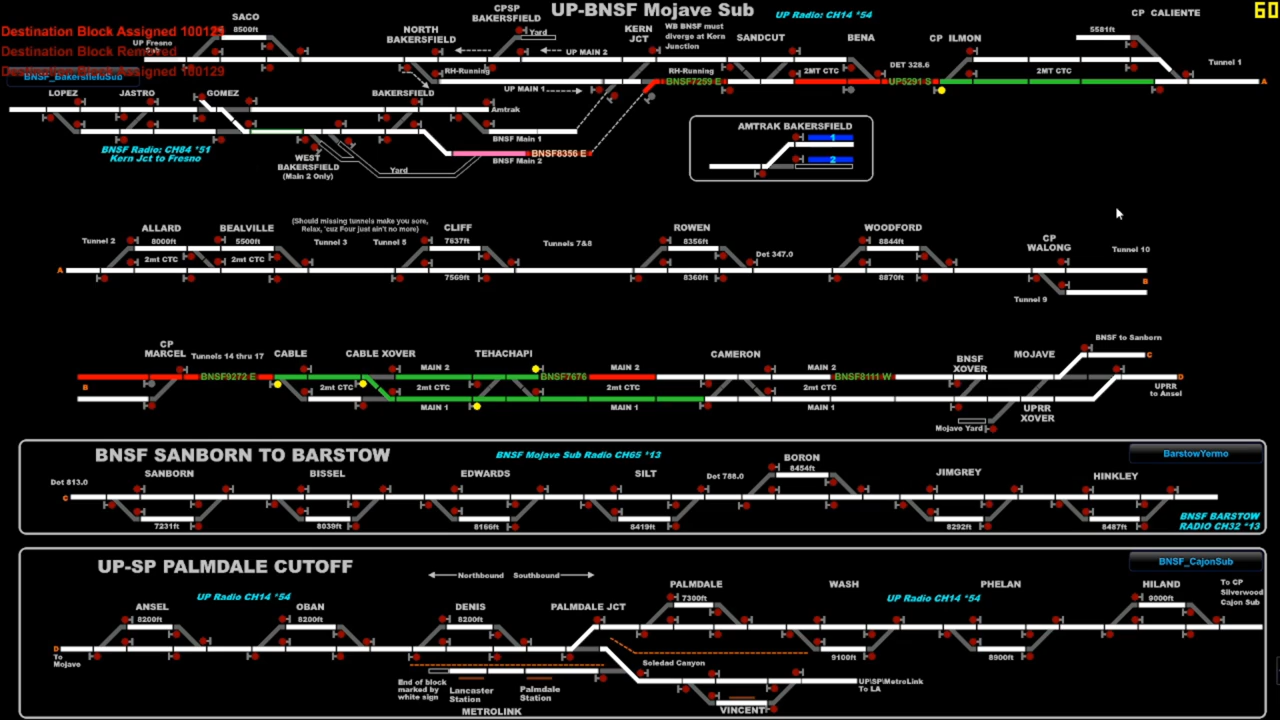 UP-BNSF Mojave Sub
60
UP Radio: CH14 *54
CP CALIENTE
SACO
8500ft
CPSP
BAKERSFIELD
Yard
NORTH
BAKERSFIELD
KERN
JCT
WB BNSF must
diverge at Kern
Junction
SANDCUT
BENA
CP ILMON
5581ft
Destination Block Assigned 100125
UP Fresno
Destination Block Removed
Destination Block Assigned 100129
BNSF_BakersfieldSub
UP MAIN 2
RH-Running
RH-Running
DET 328.6
Tunnel 1
2MT CTC
2MT CTC
BNSF7259 E
UP5291 S
A
UP MAIN 1
LOPEZ
JASTRO
GOMEZ
BAKERSFIELD
Amtrak
BNSF Main 1
BNSF Radio: CH84 *51
Kern Jct to Fresno
WEST
BAKERSFIELD
(Main 2 Only)
BNSF8356 E
BNSF Main 2
Yard
AMTRAK BAKERSFIELD
1
2
ALLARD
8000ft
BEALVILLE
5500ft
(Should missing tunnels make you sore,
Relax, 'cuz Four just ain't no more)
CLIFF
7637ft
ROWEN
8356ft
WOODFORD
8844ft
CP
WALONG
Tunnel 2
Tunnel 3
Tunnel 5
Tunnels 7&8
Det 347.0
Tunnel 10
2mt CTC
2mt CTC
A
7569ft
8360ft
8870ft
B
Tunnel 9
CP
MARCEL
Tunnels 14 thru 17
CABLE
CABLE XOVER
TEHACHAPI
CAMERON
BNSF
XOVER
MOJAVE
BNSF to Sanborn
C
MAIN 2
MAIN 2
BNSF9272 E
BNSF7676
BNSF8111 W
D
B
2mt CTC
2mt CTC
2mt CTC
2mt CTC
UPRR
to Ansel
MAIN 1
MAIN 1
MAIN 1
UPRR
XOVER
Mojave Yard
BNSF SANBORN TO BARSTOW
BNSF Mojave Sub Radio CH65 *13
BarstowYermo
SANBORN
BISSEL
EDWARDS
SILT
BORON
8454ft
JIMGREY
HINKLEY
Det 813.0
Det 788.0
C
7231ft
8039ft
8166ft
8419ft
8292ft
8487ft
BNSF BARSTOW
RADIO CH32 *13
UP-SP PALMDALE CUTOFF
BNSF_CajonSub
Northbound Southbound
UP Radio CH14 *54
UP Radio CH14 *54
ANSEL
8200ft
OBAN
8200ft
DENIS
8200ft
PALMDALE JCT
PALMDALE
7300ft
WASH
PHELAN
HILAND
9000ft
To CP
Silverwood
Cajon Sub
D
To
Mojave
9100ft
8900ft
Soledad Canyon
End of block
marked by
white sign
Lancaster
Station
Palmdale
Station
METROLINK
UP\SP\MetroLink
To LA
VINCENT